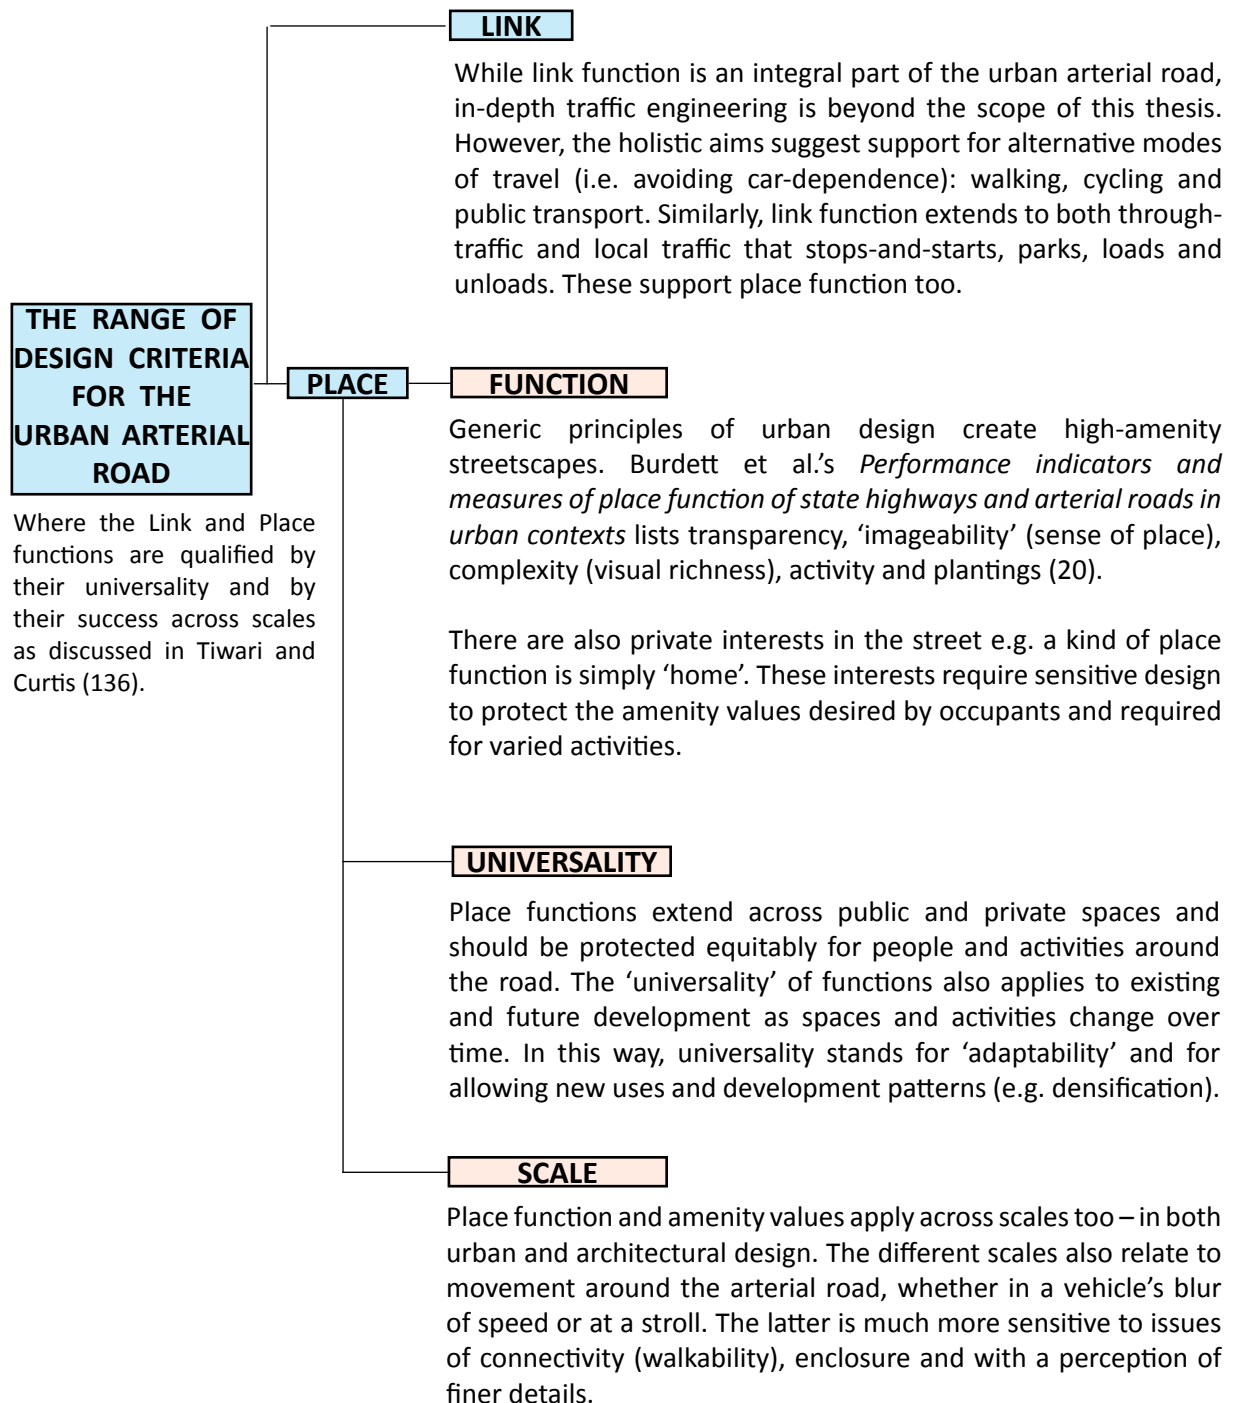 LINK
While link function is an integral part of the urban arterial road,
in-depth traffic engineering is beyond the scope of this thesis.
However, the holistic aims suggest support for alternative modes
of travel (i.e. avoiding car-dependence): walking, cycling and
public transport. Similarly, link function extends to both through-
traffic and local traffic that stops-and-starts, parks, loads and
unloads. These support place function too.
THE RANGE OF
DESIGN CRITERIA
FOR THE
URBAN ARTERIAL
ROAD
Where the Link and Place
functions are qualified by
their universality and by
their success across scales
as discussed in Tiwari and
Curtis (136).
PLACE
FUNCTION
Generic principles of urban design create high-amenity
streetscapes. Burdett et al.’s Performance indicators and
measures of place function of state highways and arterial roads in
urban contexts lists transparency, ‘imageability’ (sense of place),
complexity (visual richness), activity and plantings (20).
There are also private interests in the street e.g. a kind of place
function is simply ‘home’. These interests require sensitive design
to protect the amenity values desired by occupants and required
for varied activities.
UNIVERSALITY
Place functions extend across public and private spaces and
should be protected equitably for people and activities around
the road. The ‘universality’ of functions also applies to existing
and future development as spaces and activities change over
time. In this way, universality stands for ‘adaptability’ and for
allowing new uses and development patterns (e.g. densification).
SCALE
Place function and amenity values apply across scales too – in both
urban and architectural design. The different scales also relate to
movement around the arterial road, whether in a vehicle’s blur
of speed or at a stroll. The latter is much more sensitive to issues
of connectivity (walkability), enclosure and with a perception of
finer details.